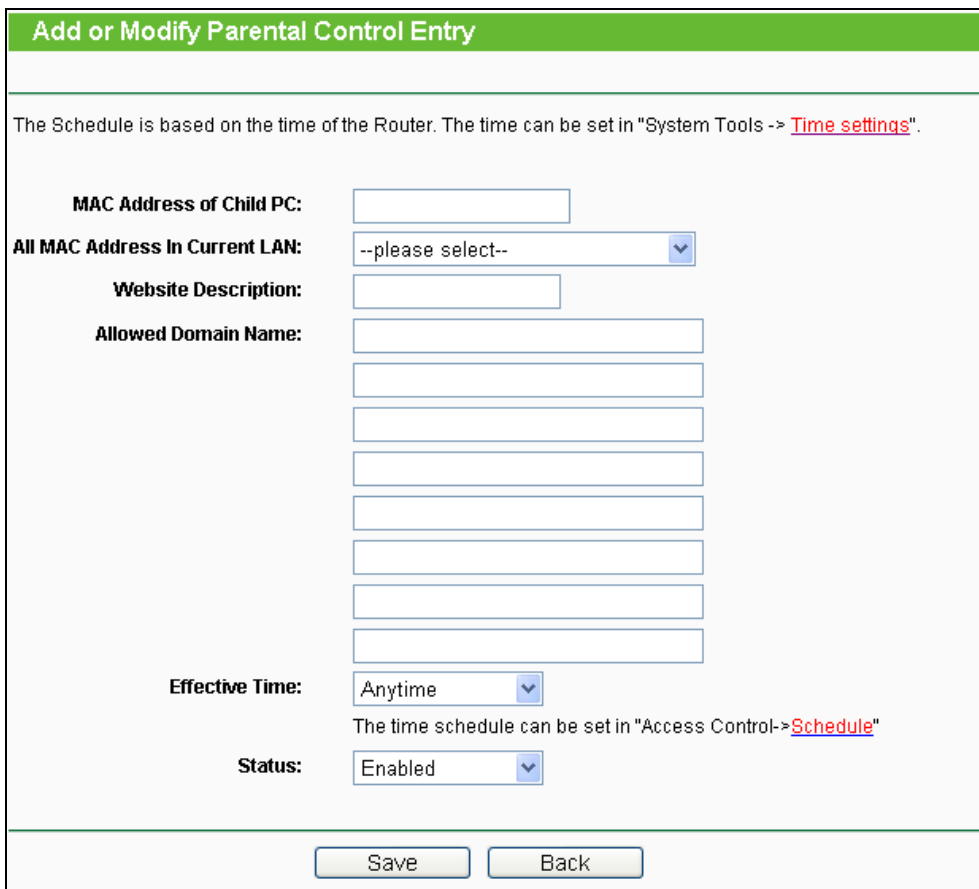 Add or Modify Parental Control Entry
The Schedule is based on the time of the Router. The time can be set in "System Tools -> Time settings".
MAC Address of Child PC:
All MAC Address In Current LAN: --please select--
Website Description:
Allowed Domain Name:
Effective Time: Anytime
The time schedule can be set in "Access Control->Schedule"
Status: Enabled
Save Back